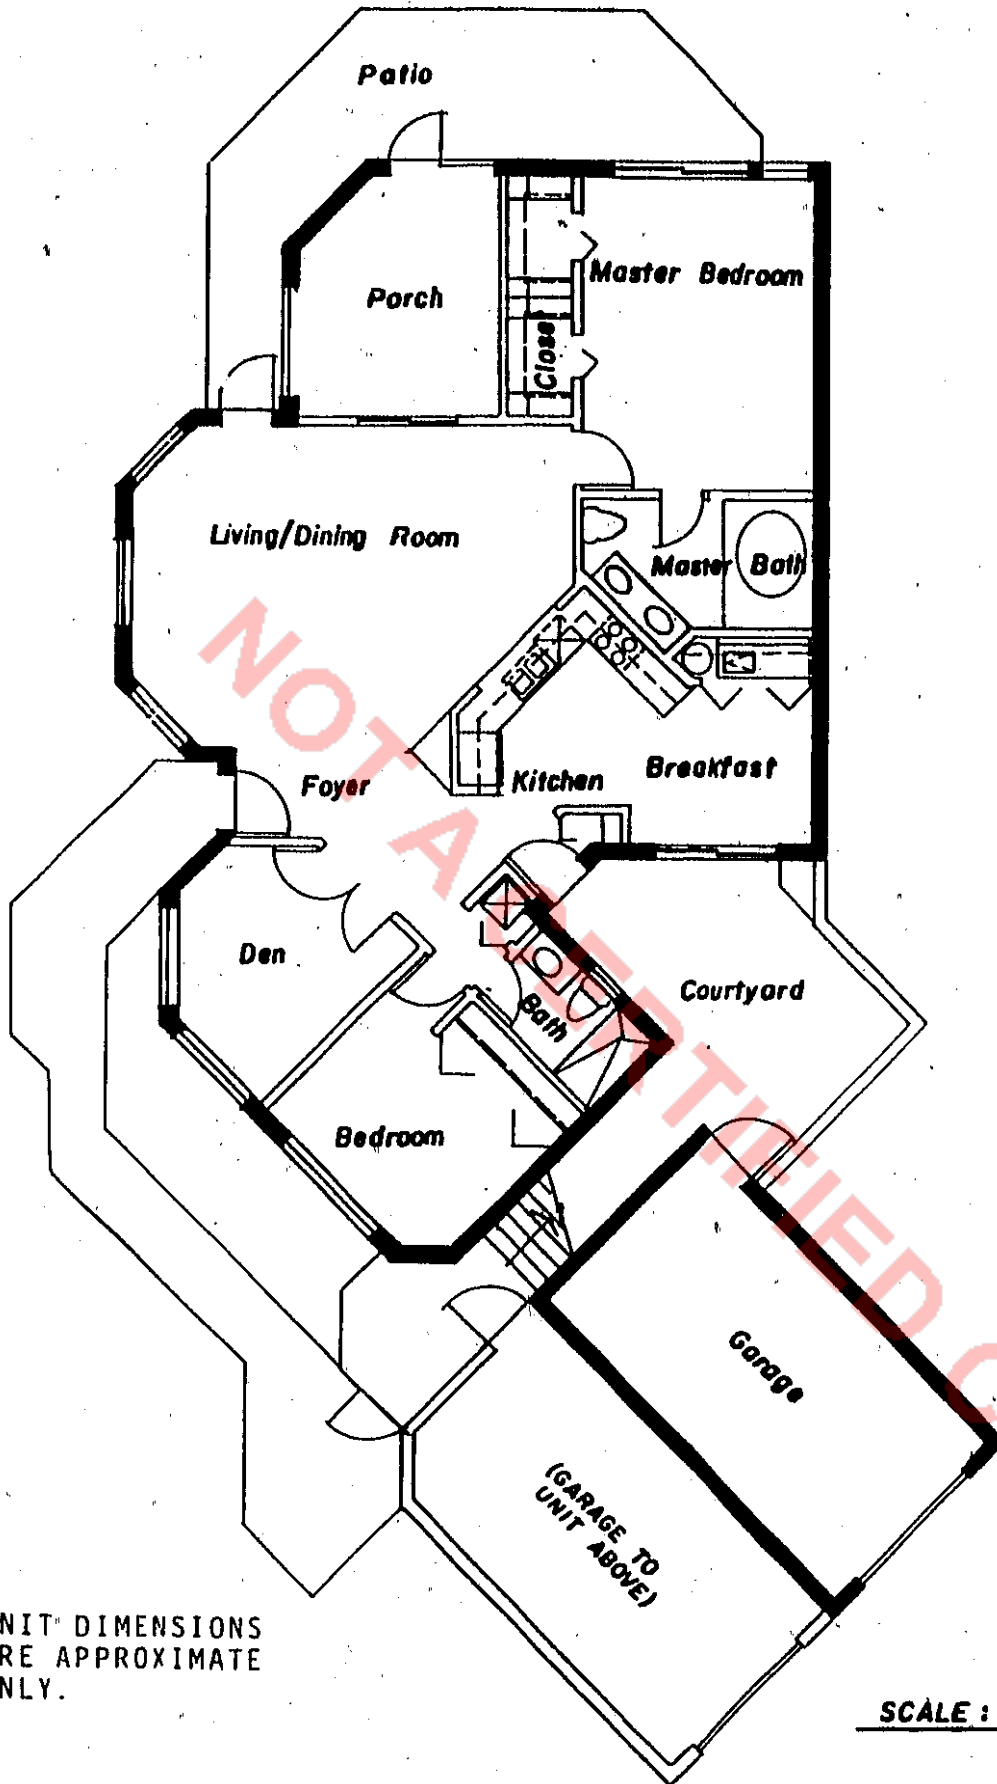 Patio
Porch
Master Bedroom
Close
Living/Dining Room
Master Bath
Foyer
Kitchen
Breakfast
Den
Bath
Courtyard
Bedroom
Garage
(GARAGE TO
UNIT ABOVE)
NIT DIMENSIONS
RE APPROXIMATE
NLY.
SCALE :
NOT A CERTIFIED C